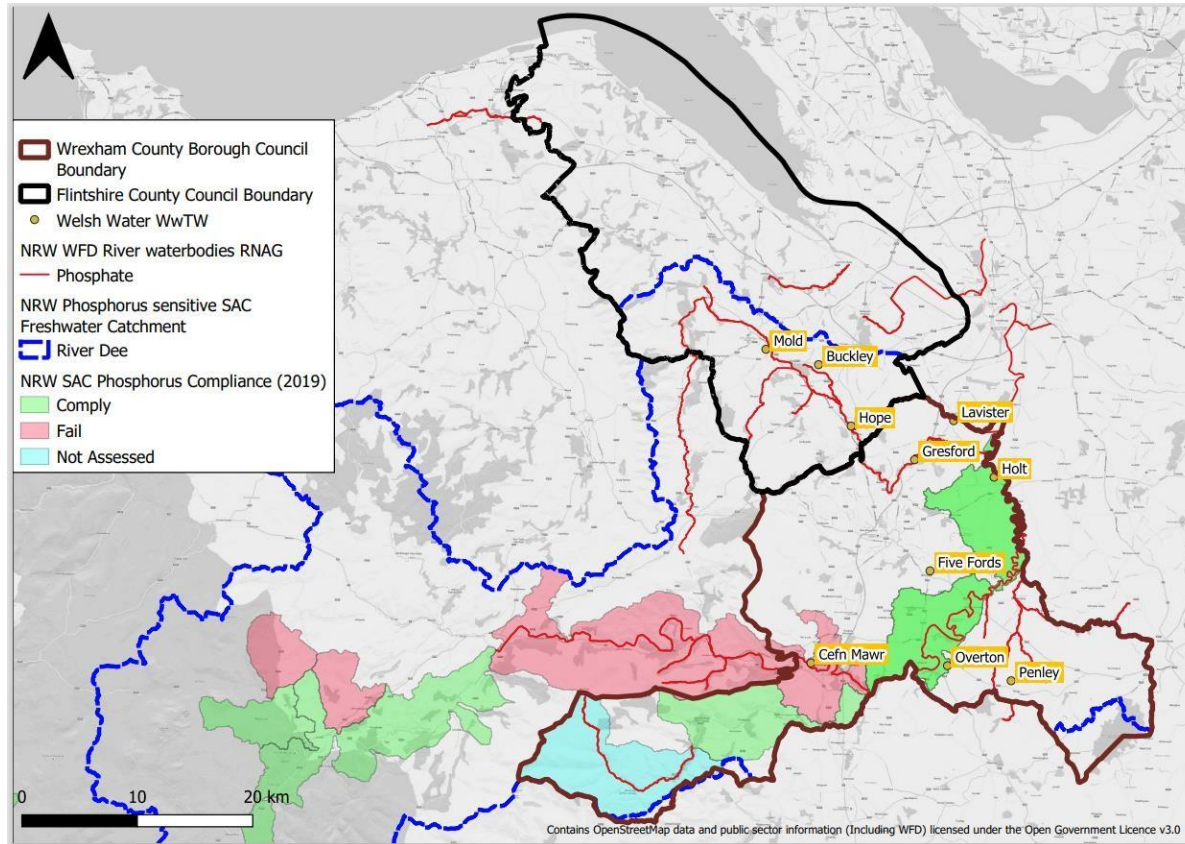 Wrexham County Borough Council
Boundary
Flintshire County Council Boundary
Welsh Water WwTW
NRW WFD River waterbodies RNAG
Phosphate
NRW Phosphorus sensitive SAC
Freshwater Catchment
River Dee
NRW SAC Phosphorus Compliance (2019)
Comply
Fail
Not Assessed
Mold
Buckley
Hope
Lavister
Gresford
Holt
Five Fords
Cefn Mawr
Overton
Penley
0 10 20 km
Contains OpenStreetMap data and public sector information (Including WFD) licensed under the Open Government Licence v3.0